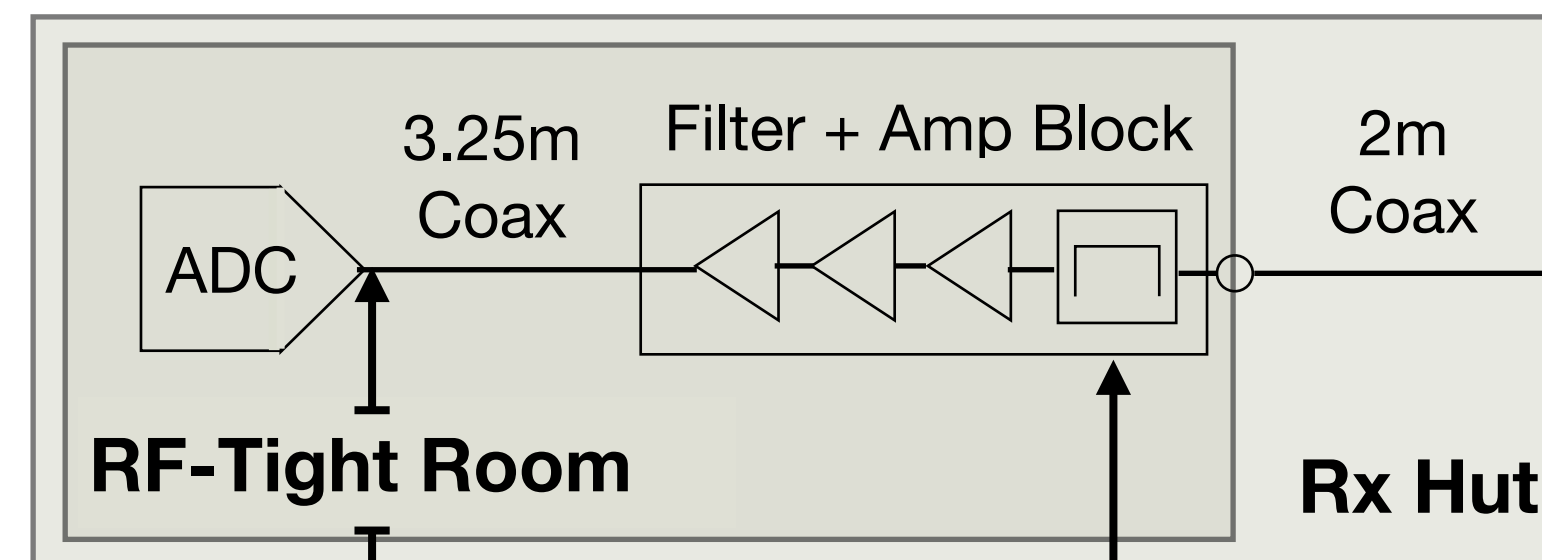 3.25m
Coax
Filter + Amp Block
2m
Coax
ADC
RF-Tight Room
Rx Hut